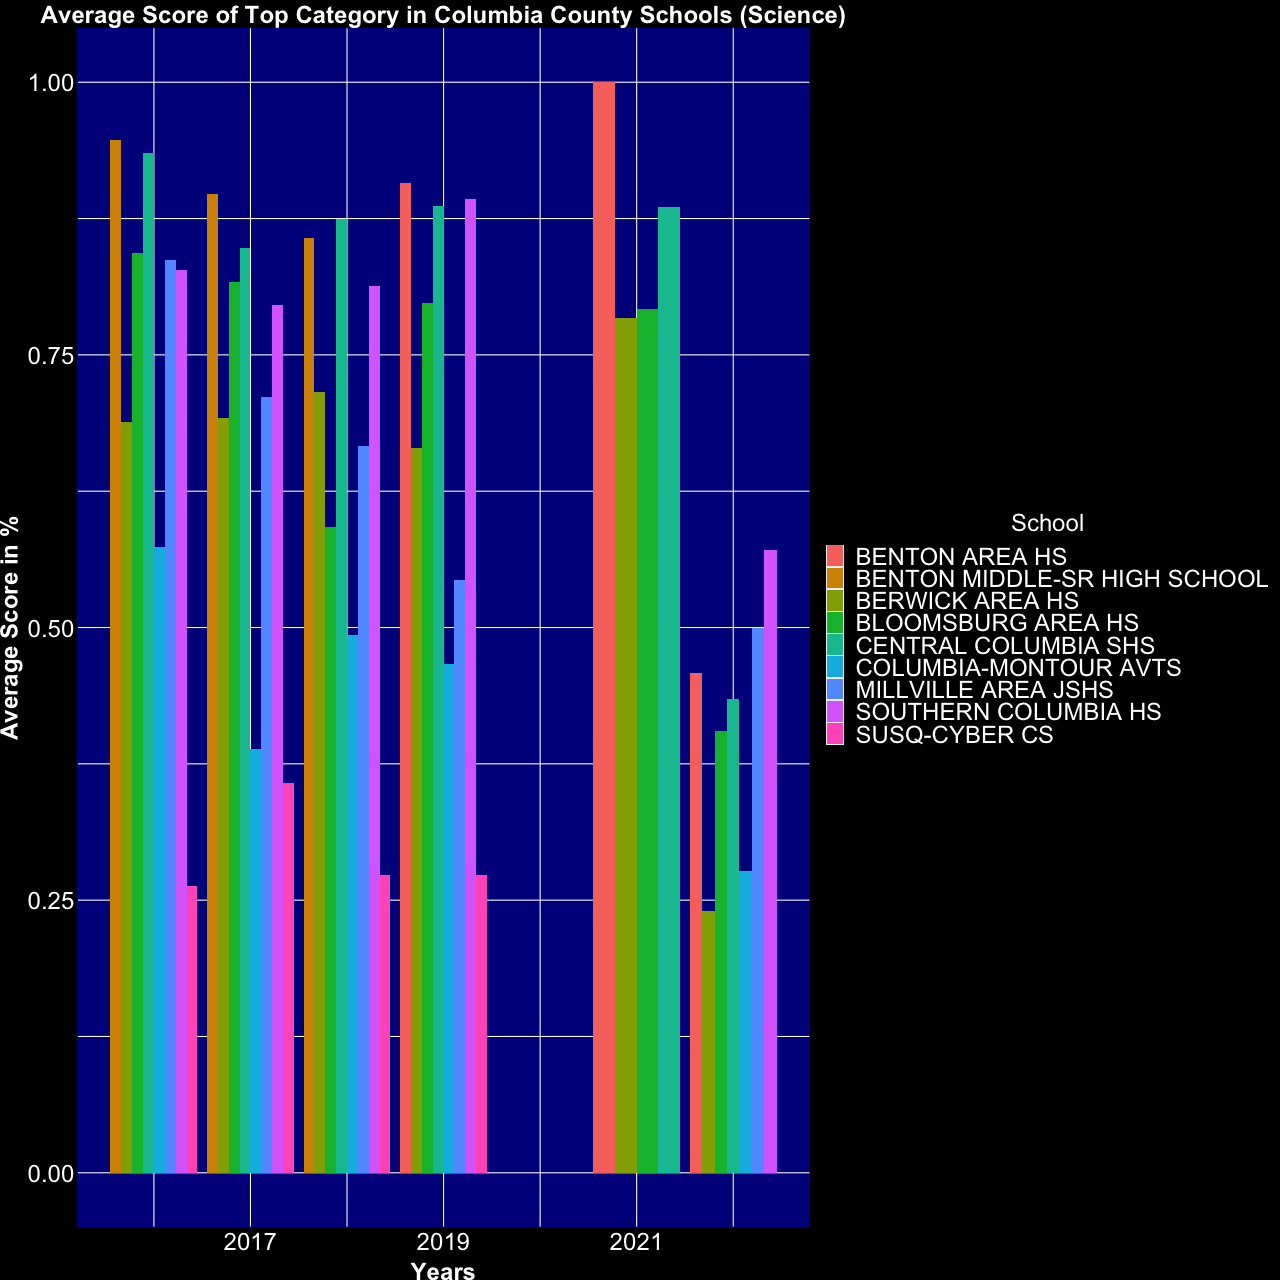 Average Score of Top Category in Columbia County Schools (Science)
1.00
0.75
0.50
0.25
0.00
Average Score in %
2017
2019
2021
Years
School
BENTON AREA HS
BENTON MIDDLE-SR HIGH SCHOOL
BERWICK AREA HS
BLOOMSBURG AREA HS
CENTRAL COLUMBIA SHS
COLUMBIA-MONTOUR AVTS
MILLVILLE AREA JSHS
SOUTHERN COLUMBIA HS
SUSQ-CYBER CS